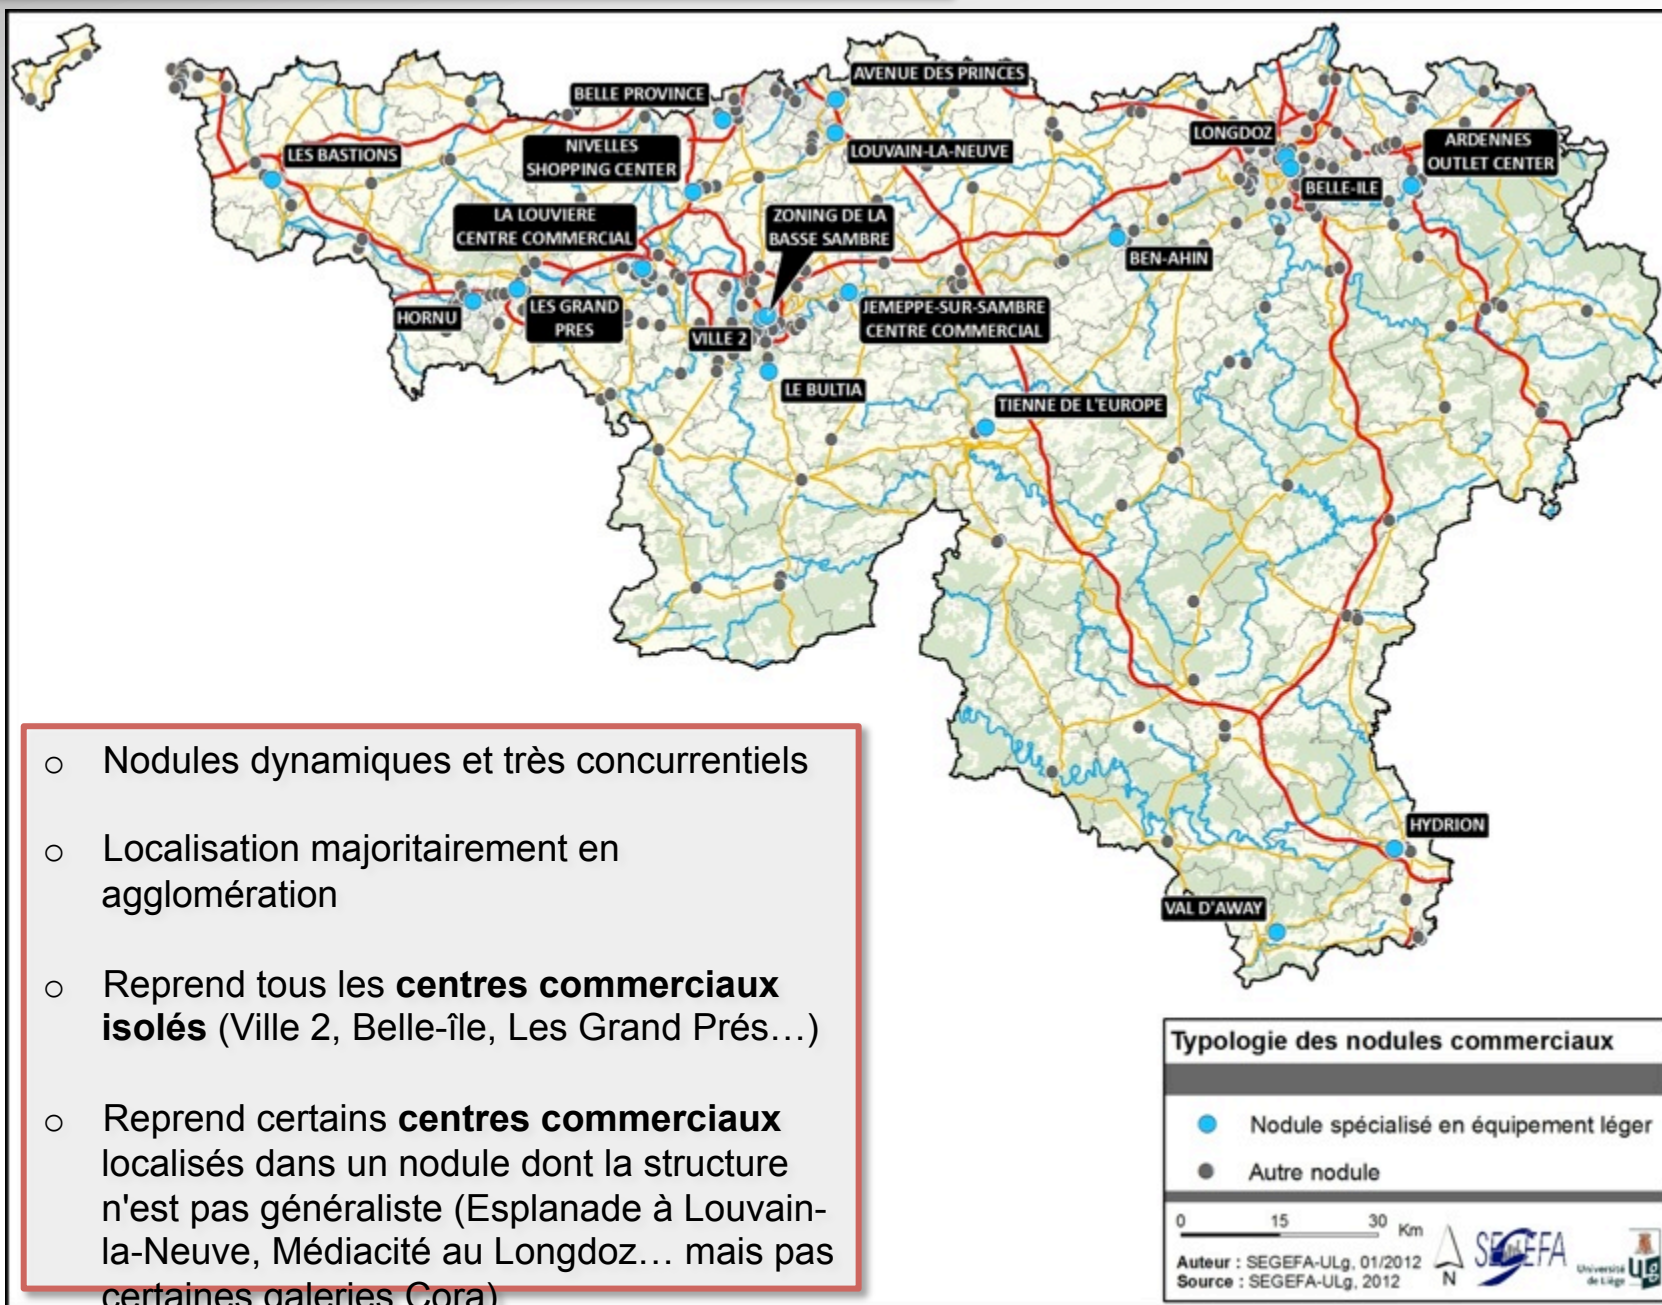 AVENUE DES PRINCES
BELLE PROVINCE
LONGDOZ
NIVELLES
SHOPPING CENTER
LES BASTIONS
LOUVAIN-LA-NEUVE
ARDENNES
OUTLET CENTER
BELLE-ILE
LA LOUVIERE
CENTRE COMMERCIAL
ZONING DE LA
BASSE SAMBRE
BEN-AHIN
HORNU
LES GRAND
PRES
JEMEPPE-SUR-SAMBRE
CENTRE COMMERCIAL
VILLE 2
LE BULTIA
TIENNE DE L'EUROPE
HYDRION
VAL D'AWAY
o Nodules dynamiques et très concurrentiels
o Localisation majoritairement en
agglomération
o Reprend tous les centres commerciaux
isolés (Ville 2, Belle-île, Les Grand Prés…)
o Reprend certains centres commerciaux
localisés dans un nodule dont la structure
n'est pas généraliste (Esplanade à Louvain-
la-Neuve, Médiacité au Longdoz… mais pas
certaines galeries Cora)
Typologie des nodules commerciaux
Nodule spécialisé en équipement léger
Autre nodule
0 15 30 Km
Auteur : SEGEFA-ULg, 01/2012
Source : SEGEFA-ULg, 2012
N
SEGEFA
Université
de Liège
ULg